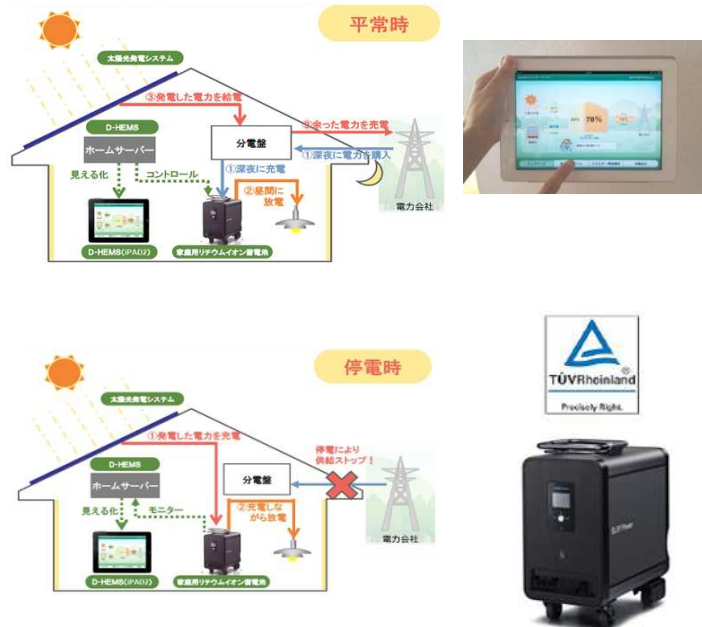 平常時
太陽光発電システム
③発電した電力を給電
D-HEMS
ホームサーバー
分電盤
③余った電力を充電
①深夜に電力を購入
見える化
コントロール
①深夜に充電
②昼間に
放電
電力会社
D-HEMS(iPAD2)
家庭用リチウムイオン蓄電池
78%
停電時
太陽光発電システム
①発電した電力を充電
D-HEMS
ホームサーバー
分電盤
停電により
供給ストップ!
見える化
モニター
②充電しな
がら放電
電力会社
D-HEMS(iPAD2)
家庭用リチウムイオン蓄電池
TÜVRheinland
®
Precisely Right.